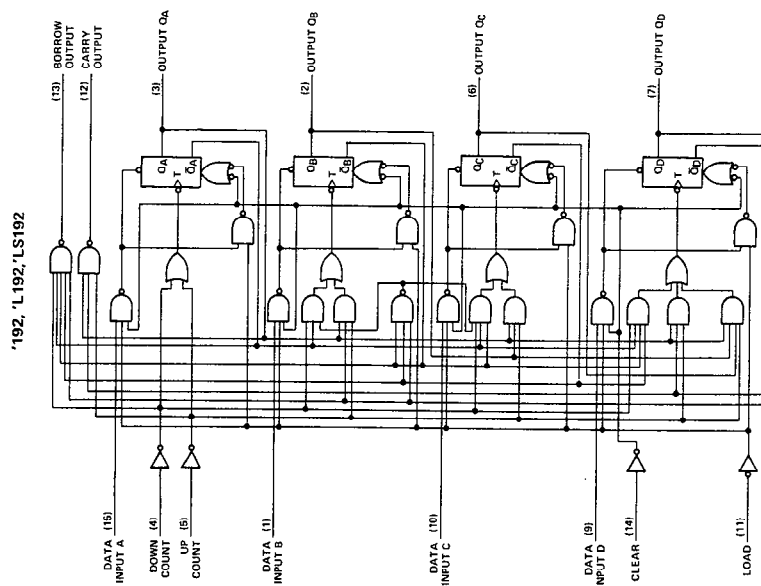 '192, 'L192, 'LS192
(13) BORROW
OUTPUT
(12) CARRY
OUTPUT
DATA (15)
INPUT A
DOWN (4)
COUNT
UP (5)
COUNT
QA
T
Q̅A
(3) OUTPUT QA
DATA (1)
INPUT B
QB
T
Q̅B
(2) OUTPUT QB
DATA (10)
INPUT C
QC
T
Q̅C
(6) OUTPUT QC
DATA (9)
INPUT D
QD
T
Q̅D
(7) OUTPUT QD
CLEAR (14)
LOAD (11)